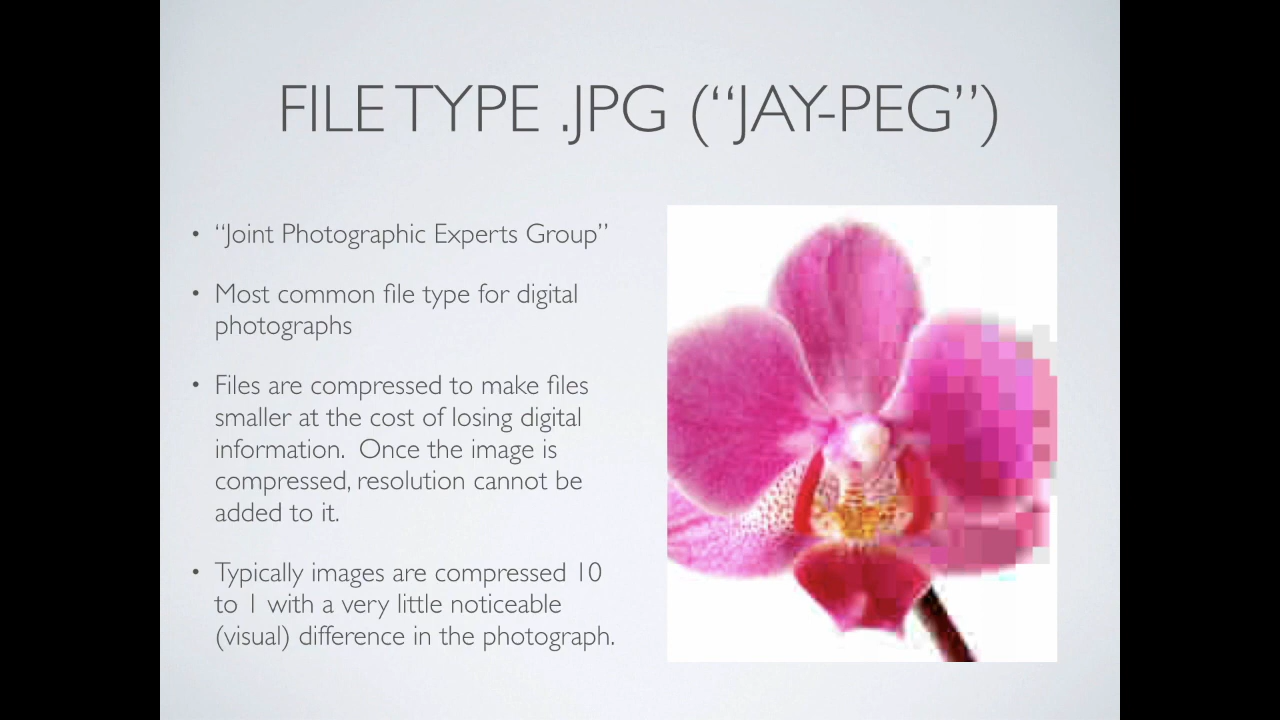 FILE TYPE .JPG (“JAY-PEG”)
• “Joint Photographic Experts Group”
• Most common file type for digital
photographs
• Files are compressed to make files
smaller at the cost of losing digital
information.  Once the image is
compressed, resolution cannot be
added to it.
• Typically images are compressed 10
to 1 with a very little noticeable
(visual) difference in the photograph.